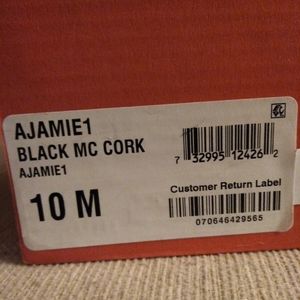 AJAMIE1
BLACK MC CORK
AJAMIE1
10 M
7 32995 12426 2
Customer Return Label
070646429565